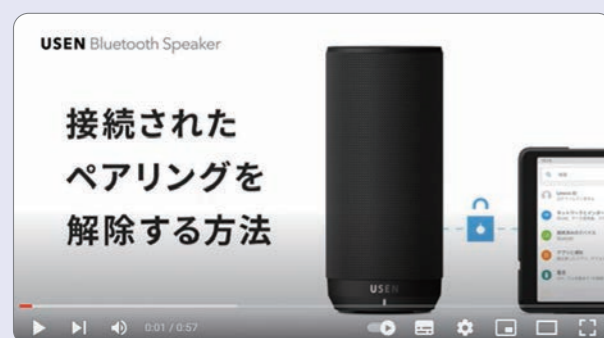 USEN Bluetooth Speaker
接続された
ペアリングを
解除する方法
USEN
0:01 / 0:57